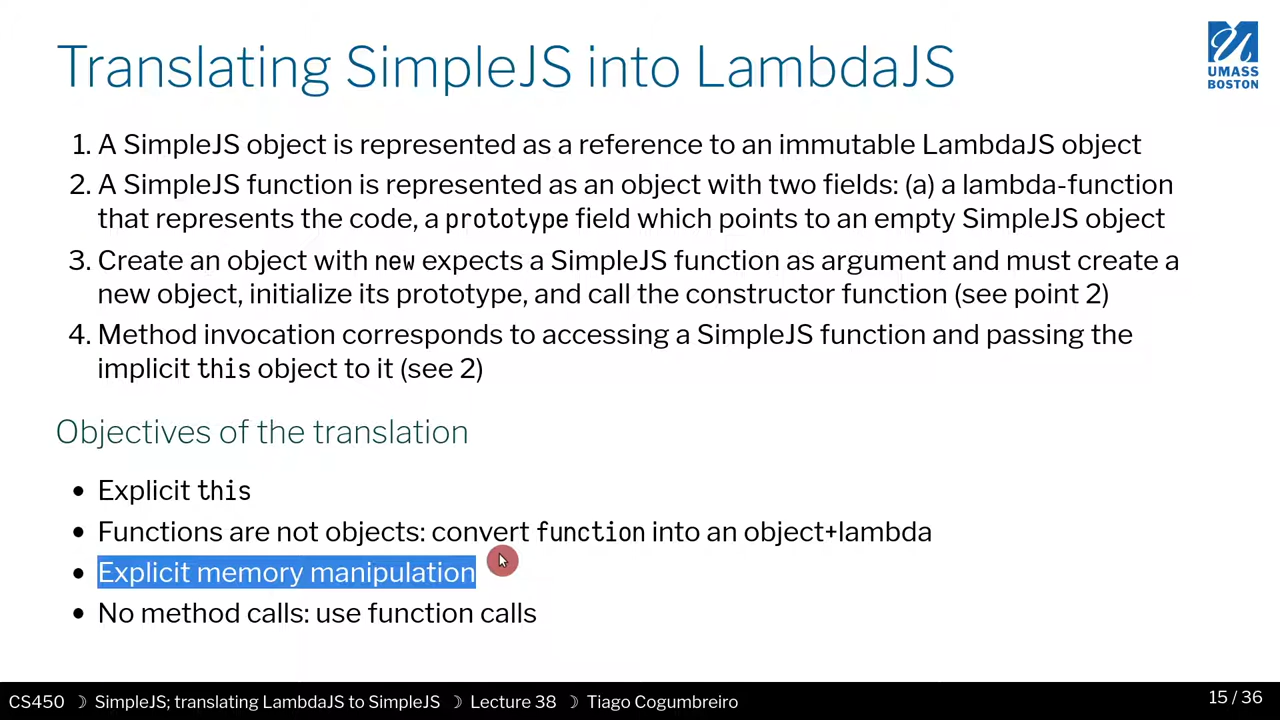 Translating SimpleJS into LambdaJS
UMASS
BOSTON
1. A SimpleJS object is represented as a reference to an immutable LambdaJS object
2. A SimpleJS function is represented as an object with two fields: (a) a lambda-function
that represents the code, a prototype field which points to an empty SimpleJS object
3. Create an object with new expects a SimpleJS function as argument and must create a
new object, initialize its prototype, and call the constructor function (see point 2)
4. Method invocation corresponds to accessing a SimpleJS function and passing the
implicit this object to it (see 2)
Objectives of the translation
• Explicit this
• Functions are not objects: convert function into an object+lambda
• Explicit memory manipulation
• No method calls: use function calls
CS450 ☽ SimpleJS; translating LambdaJS to SimpleJS ☽ Lecture 38 ☽ Tiago Cogumbreiro
15 / 36